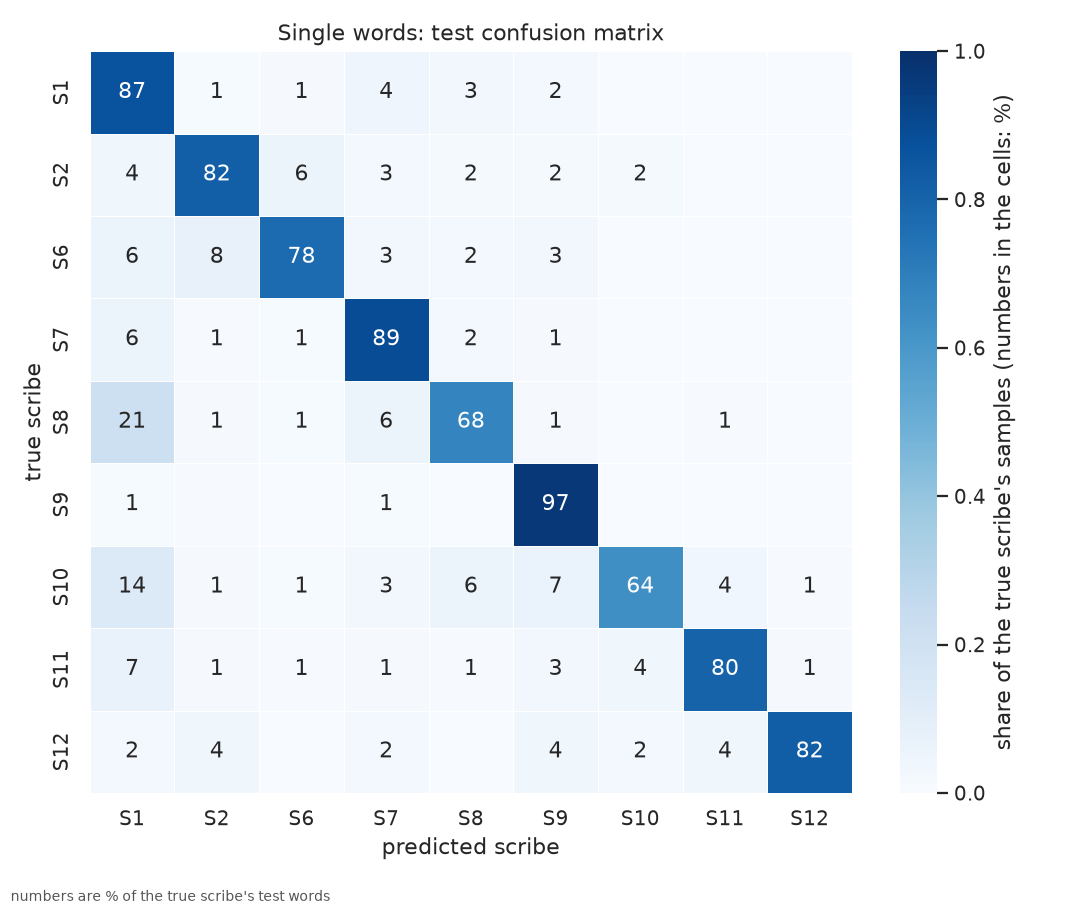 Single words: test confusion matrix
S1 87 1 1 4 3 2
S2 4 82 6 3 2 2 2
S6 6 8 78 3 2 3
S7 6 1 1 89 2 1
S8 21 1 1 6 68 1 1
S9 1 1 97
S10 14 1 1 3 6 7 64 4 1
S11 7 1 1 1 1 3 4 80 1
S12 2 4 2 4 2 4 82
S1 S2 S6 S7 S8 S9 S10 S11 S12
predicted scribe
true scribe
1.0
0.8
0.6
0.4
0.2
0.0
share of the true scribe's samples (numbers in the cells: %)
numbers are % of the true scribe's test words